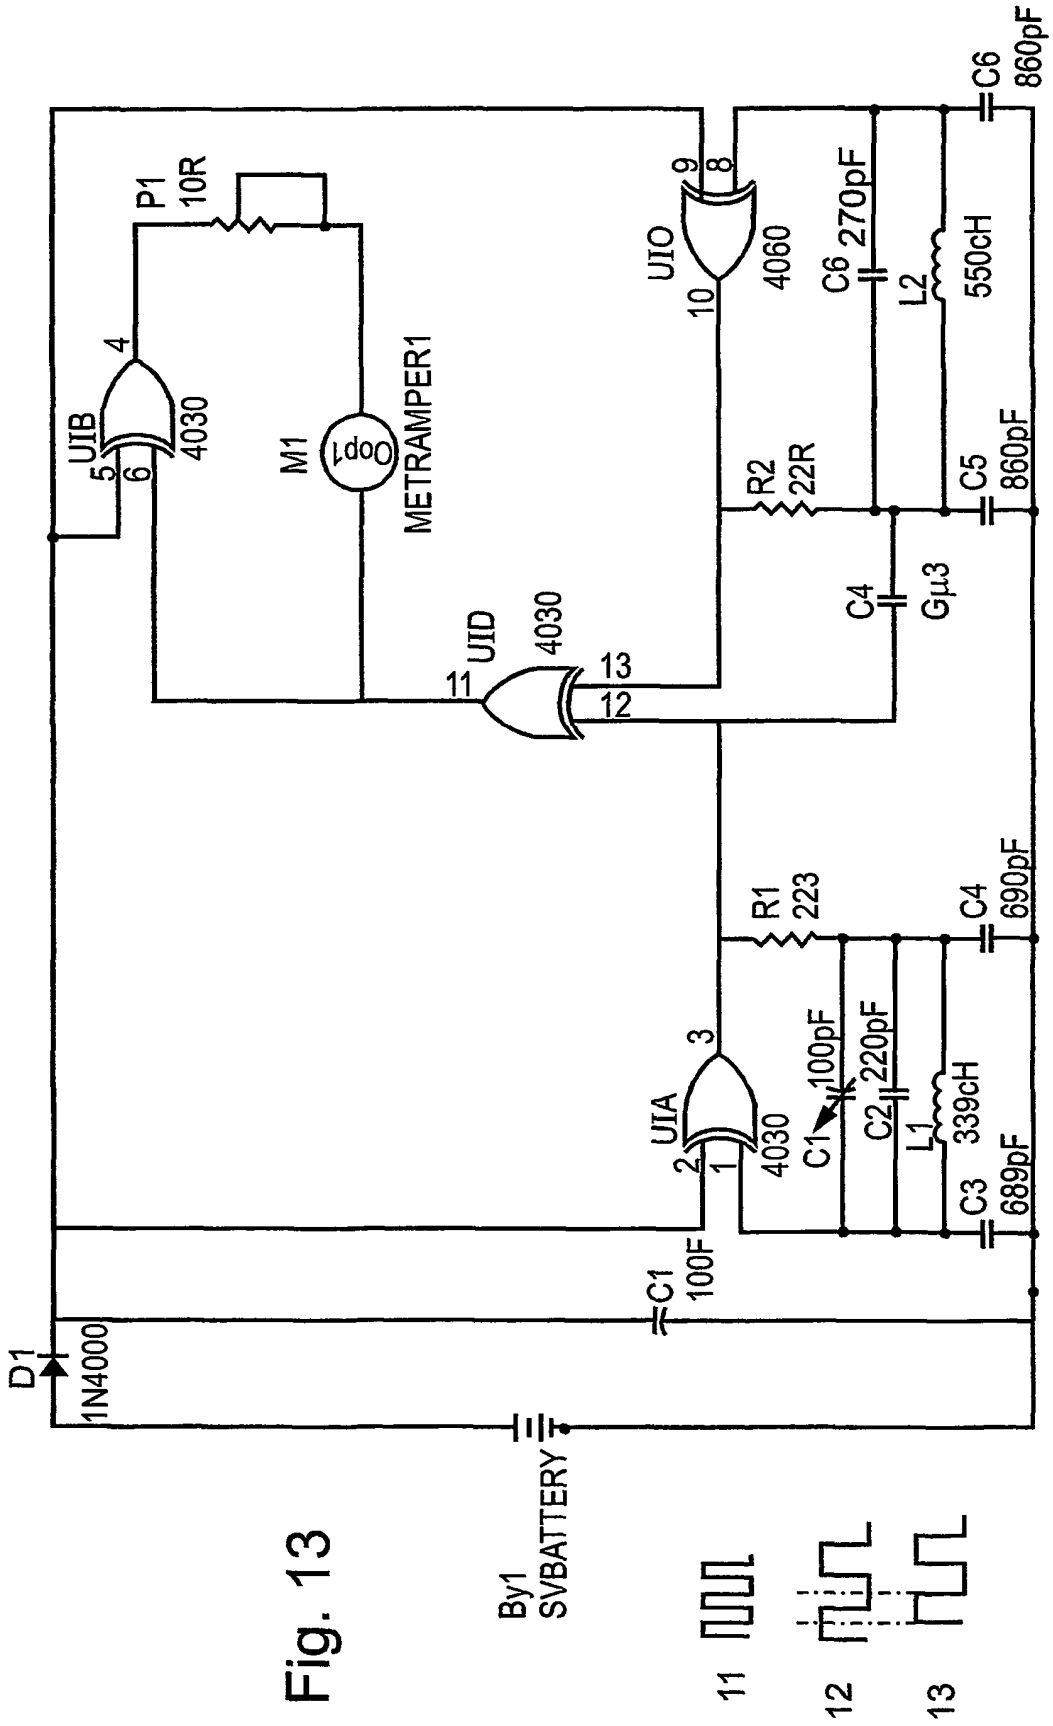 Fig. 13
D1
1N4000
By1
SVBATTERY
C1
100F
UIA
4030
2
1
3
R1
223
C1
100pF
C2
220pF
L1
339cH
C3
689pF
C4
690pF
UIB
4030
5
6
4
P1
10R
M1
Oop1
METRAMPER1
UID
4030
11
13
12
UIO
4060
9
8
10
R2
22R
C4
Gµ3
C6
270pF
L2
550cH
C5
860pF
C6
860pF
11
12
13